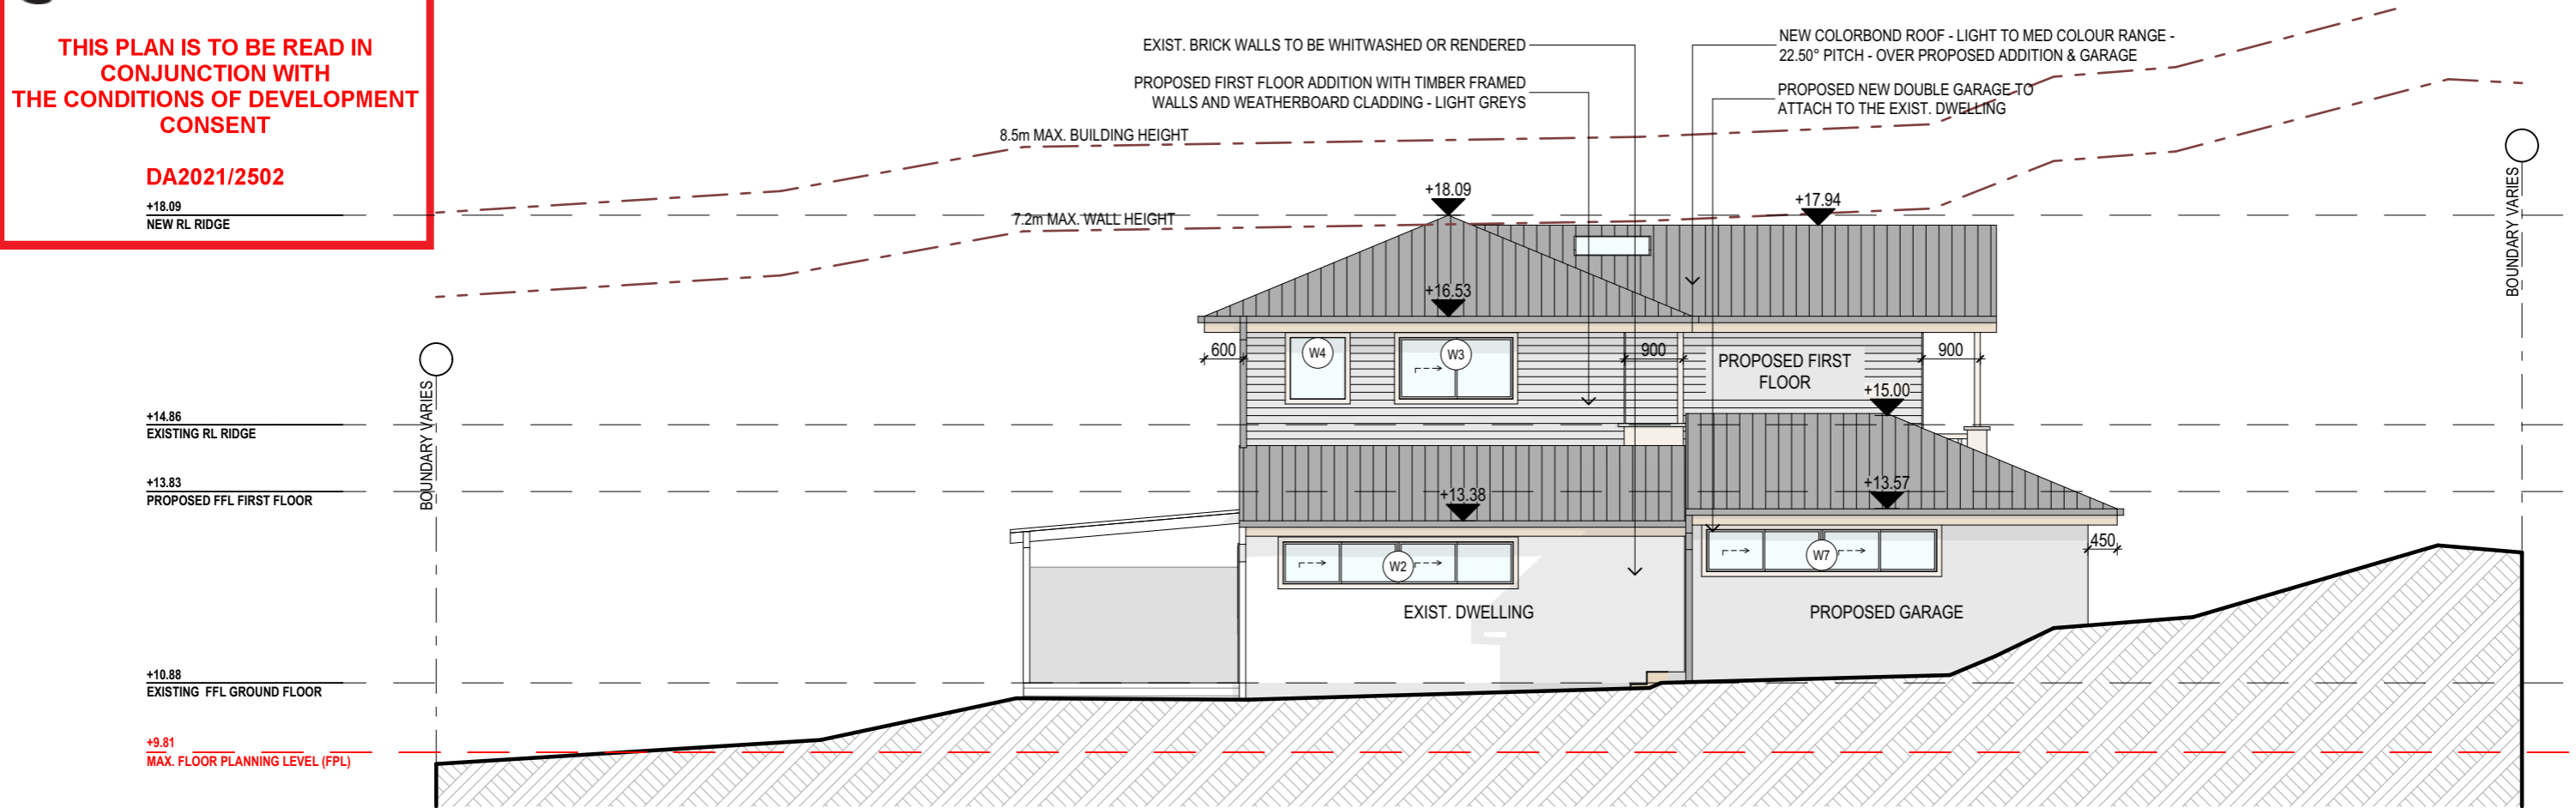 THIS PLAN IS TO BE READ IN
CONJUNCTION WITH
THE CONDITIONS OF DEVELOPMENT
CONSENT
DA2021/2502
EXIST. BRICK WALLS TO BE WHITWASHED OR RENDERED
PROPOSED FIRST FLOOR ADDITION WITH TIMBER FRAMED
WALLS AND WEATHERBOARD CLADDING - LIGHT GREYS
NEW COLORBOND ROOF - LIGHT TO MED COLOUR RANGE -
22.50° PITCH - OVER PROPOSED ADDITION & GARAGE
PROPOSED NEW DOUBLE GARAGE TO
ATTACH TO THE EXIST. DWELLING
8.5m MAX. BUILDING HEIGHT
7.2m MAX. WALL HEIGHT
+18.09
NEW RL RIDGE
+18.09
+17.94
+16.53
BOUNDARY VARIES
BOUNDARY VARIES
600
W4
W3
900
PROPOSED FIRST
FLOOR
900
+15.00
+14.86
EXISTING RL RIDGE
+13.83
PROPOSED FFL FIRST FLOOR
+13.38
+13.57
W2
W7
450
EXIST. DWELLING
PROPOSED GARAGE
+10.88
EXISTING FFL GROUND FLOOR
+9.81
MAX. FLOOR PLANNING LEVEL (FPL)